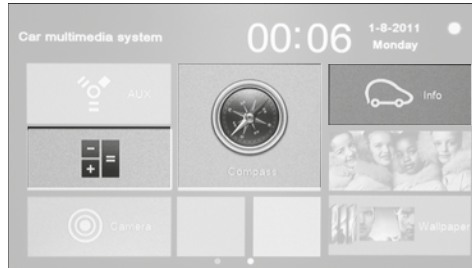 Car multimedia system
00:06
1-8-2011
Monday
AUX
Compass
Info
Camera
Wallpaper